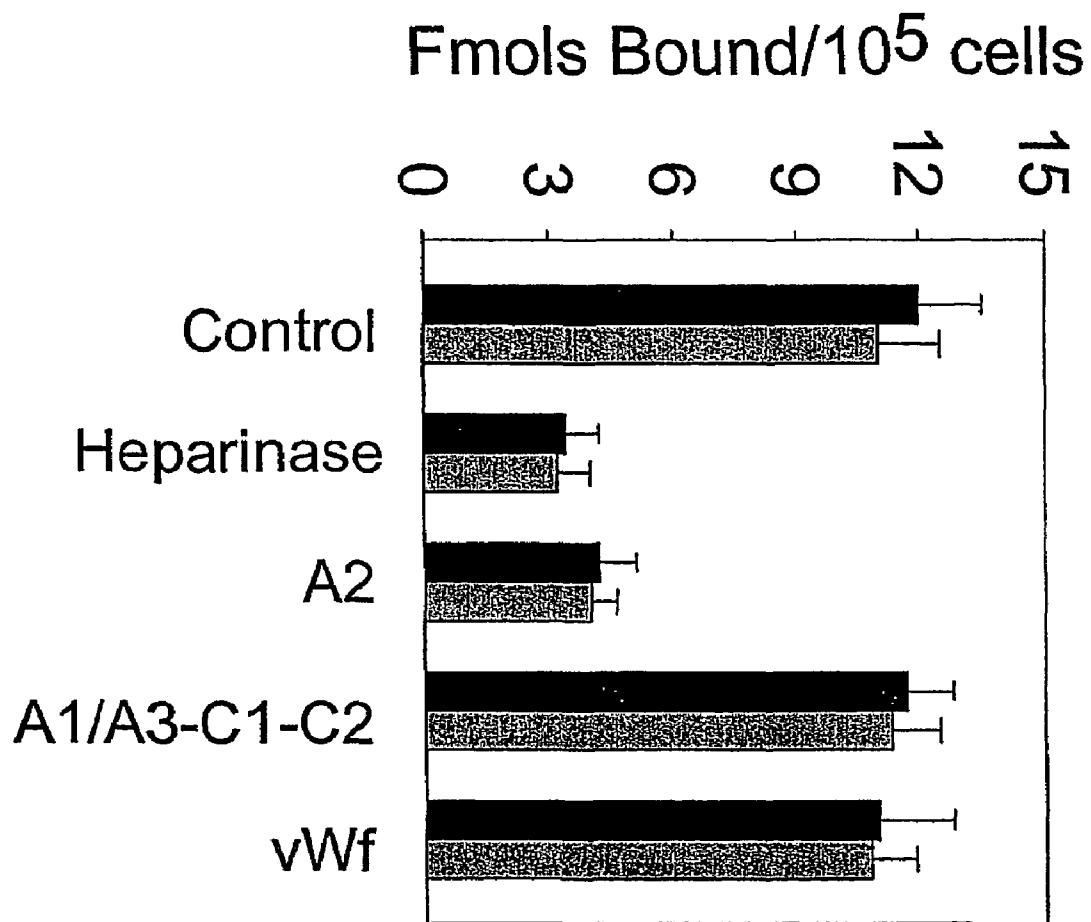 Fmols Bound/10⁵ cells
0 3 6 9 12 15
Control
Heparinase
A2
A1/A3-C1-C2
vWf